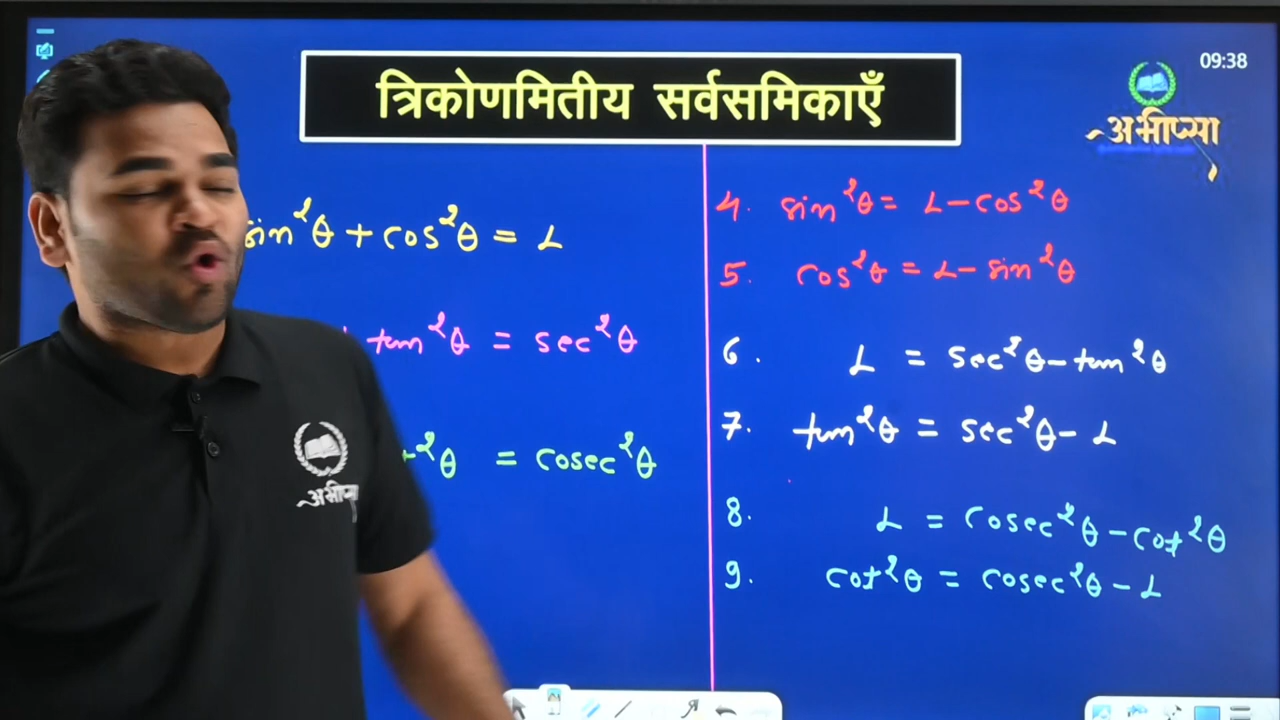 त्रिकोणमितीय सर्वसमिकाएँ
09:38
अभीप्सा
sin²θ + cos²θ = 1
tan²θ = sec²θ
²θ = cosec²θ
4. sin²θ = 1 - cos²θ
5. cos²θ = 1 - sin²θ
6. 1 = sec²θ - tan²θ
7. tan²θ = sec²θ - 1
8. 1 = cosec²θ - cot²θ
9. cot²θ = cosec²θ - 1
अभीप्सा